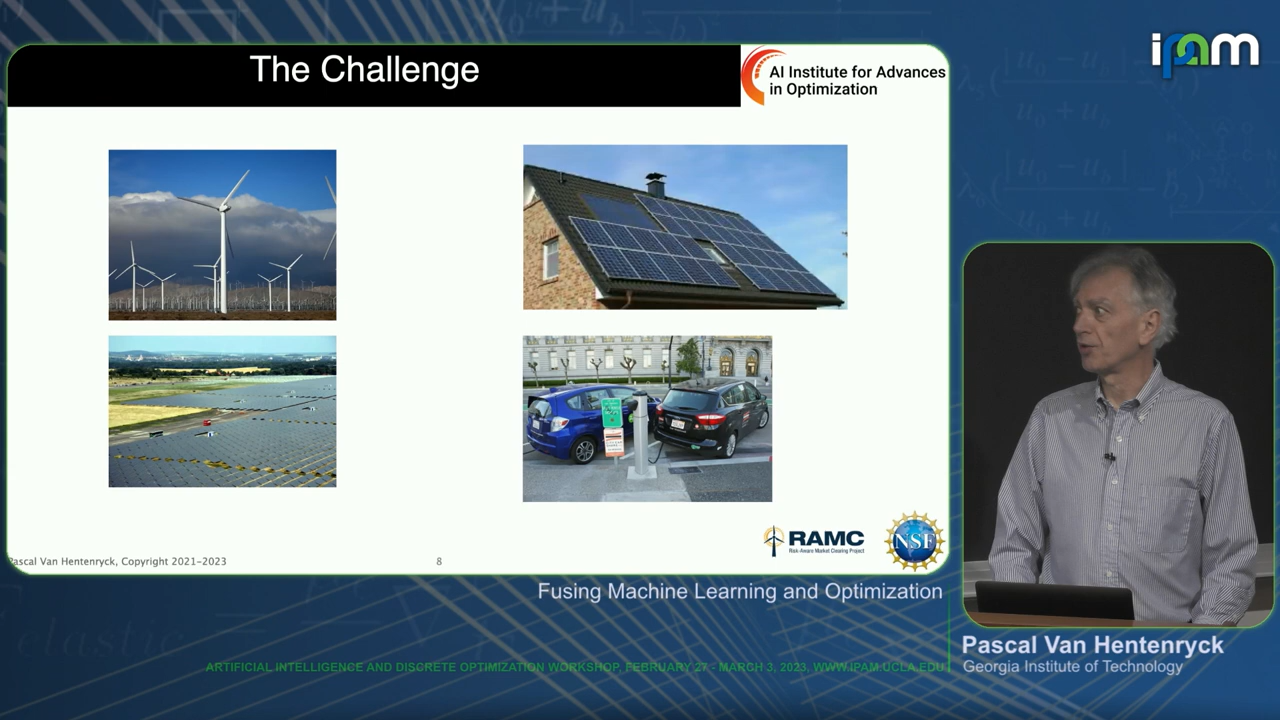 The Challenge
AI Institute for Advances
in Optimization
ipam
RAMC
Risk-Aware Market Clearing Project
NSF
Pascal Van Hentenryck, Copyright 2021-2023
8
Fusing Machine Learning and Optimization
Pascal Van Hentenryck
Georgia Institute of Technology
ARTIFICIAL INTELLIGENCE AND DISCRETE OPTIMIZATION WORKSHOP, FEBRUARY 27 - MARCH 3, 2023, WWW.IPAM.UCLA.EDU
elastic